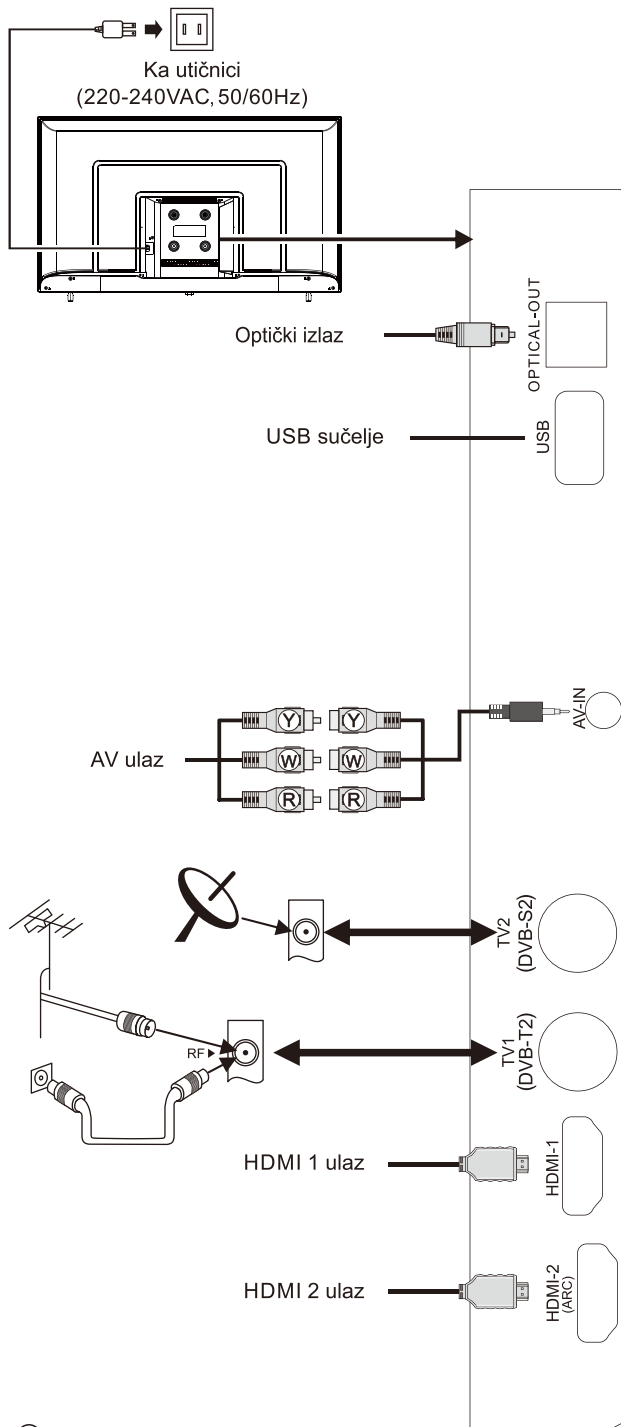 Ka utičnici
(220-240VAC, 50/60Hz)
Optički izlaz
OPTICAL-OUT
USB sučelje
USB
AV ulaz
Y
Y
W
W
R
R
AV-IN
TV2
(DVB-S2)
RF
TV1
(DVB-T2)
HDMI 1 ulaz
HDMI-1
HDMI 2 ulaz
HDMI-2
(ARC)